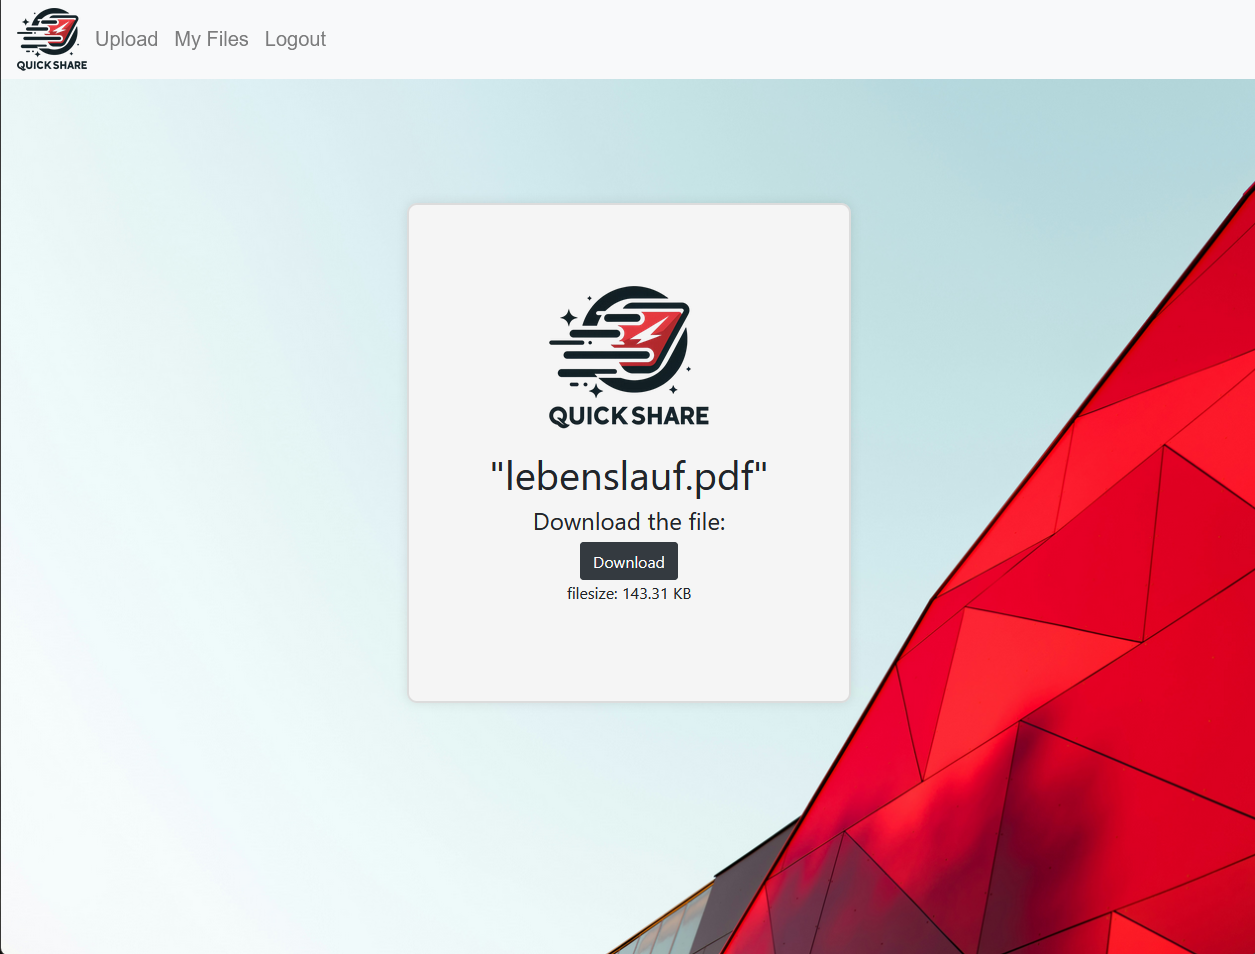 QUICK SHARE
Upload My Files Logout
QUICK SHARE
"lebenslauf.pdf"
Download the file:
Download
filesize: 143.31 KB